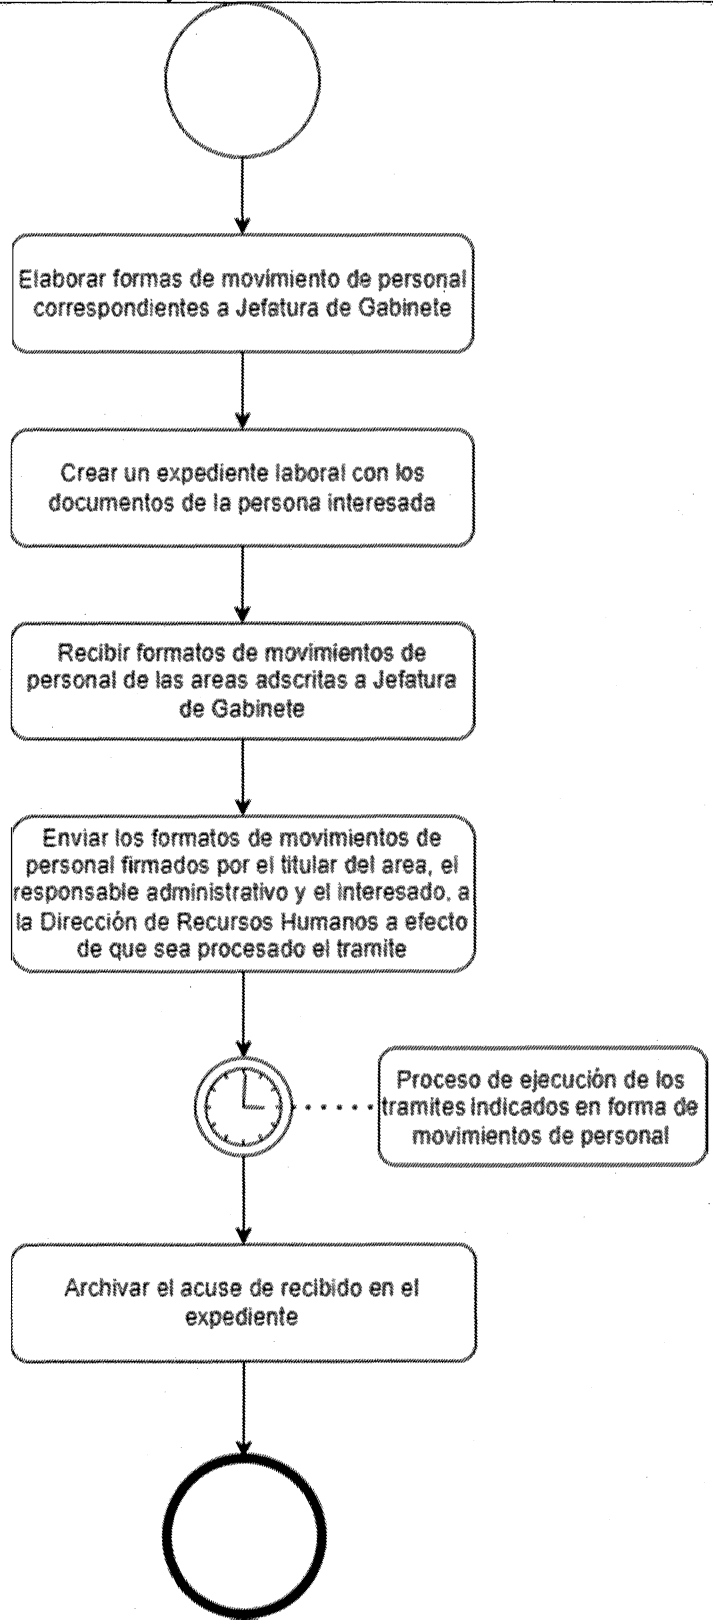 Elaborar formas de movimiento de personal
correspondientes a Jefatura de Gabinete
Crear un expediente laboral con los
documentos de la persona interesada
Recibir formatos de movimientos de
personal de las areas adscritas a Jefatura
de Gabinete
Enviar los formatos de movimientos de
personal firmados por el titular del area, el
responsable administrativo y el interesado, a
la Dirección de Recursos Humanos a efecto
de que sea procesado el tramite
Proceso de ejecución de los
tramites indicados en forma de
movimientos de personal
Archivar el acuse de recibido en el
expediente